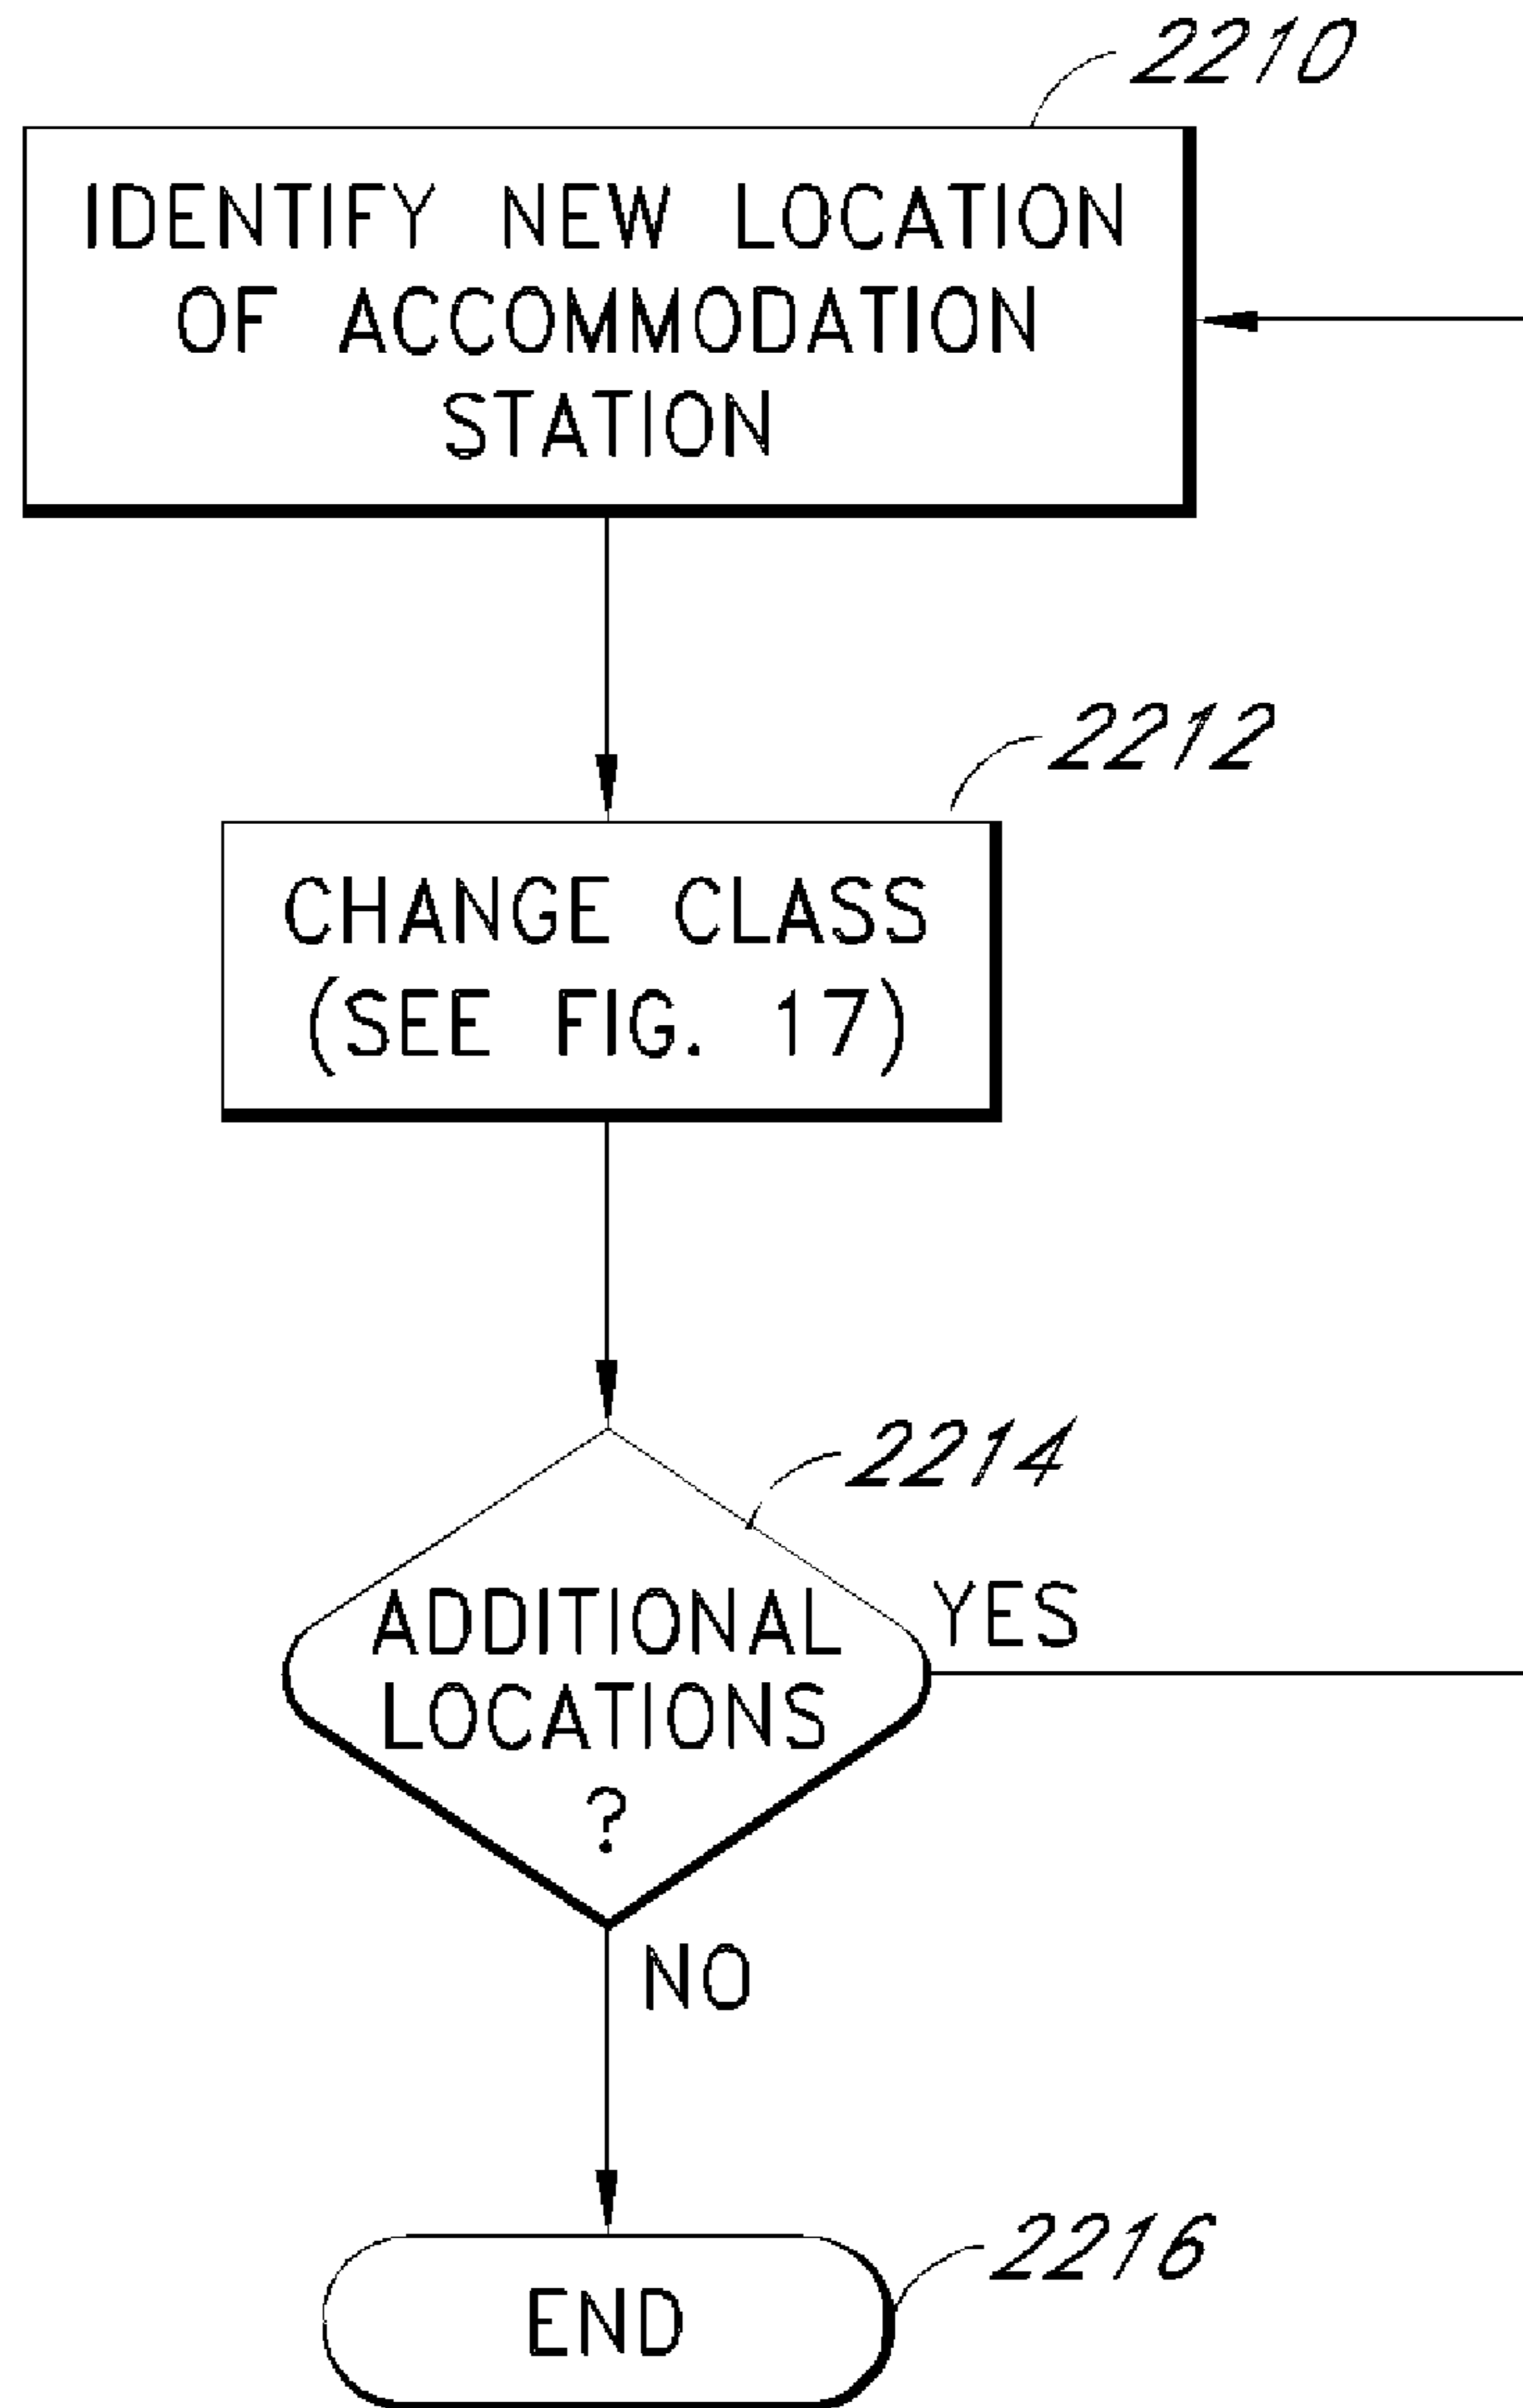 2210
IDENTIFY NEW LOCATION
OF ACCOMMODATION
STATION
2212
CHANGE CLASS
(SEE FIG. 17)
2214
ADDITIONAL
LOCATIONS
?
YES
NO
2216
END